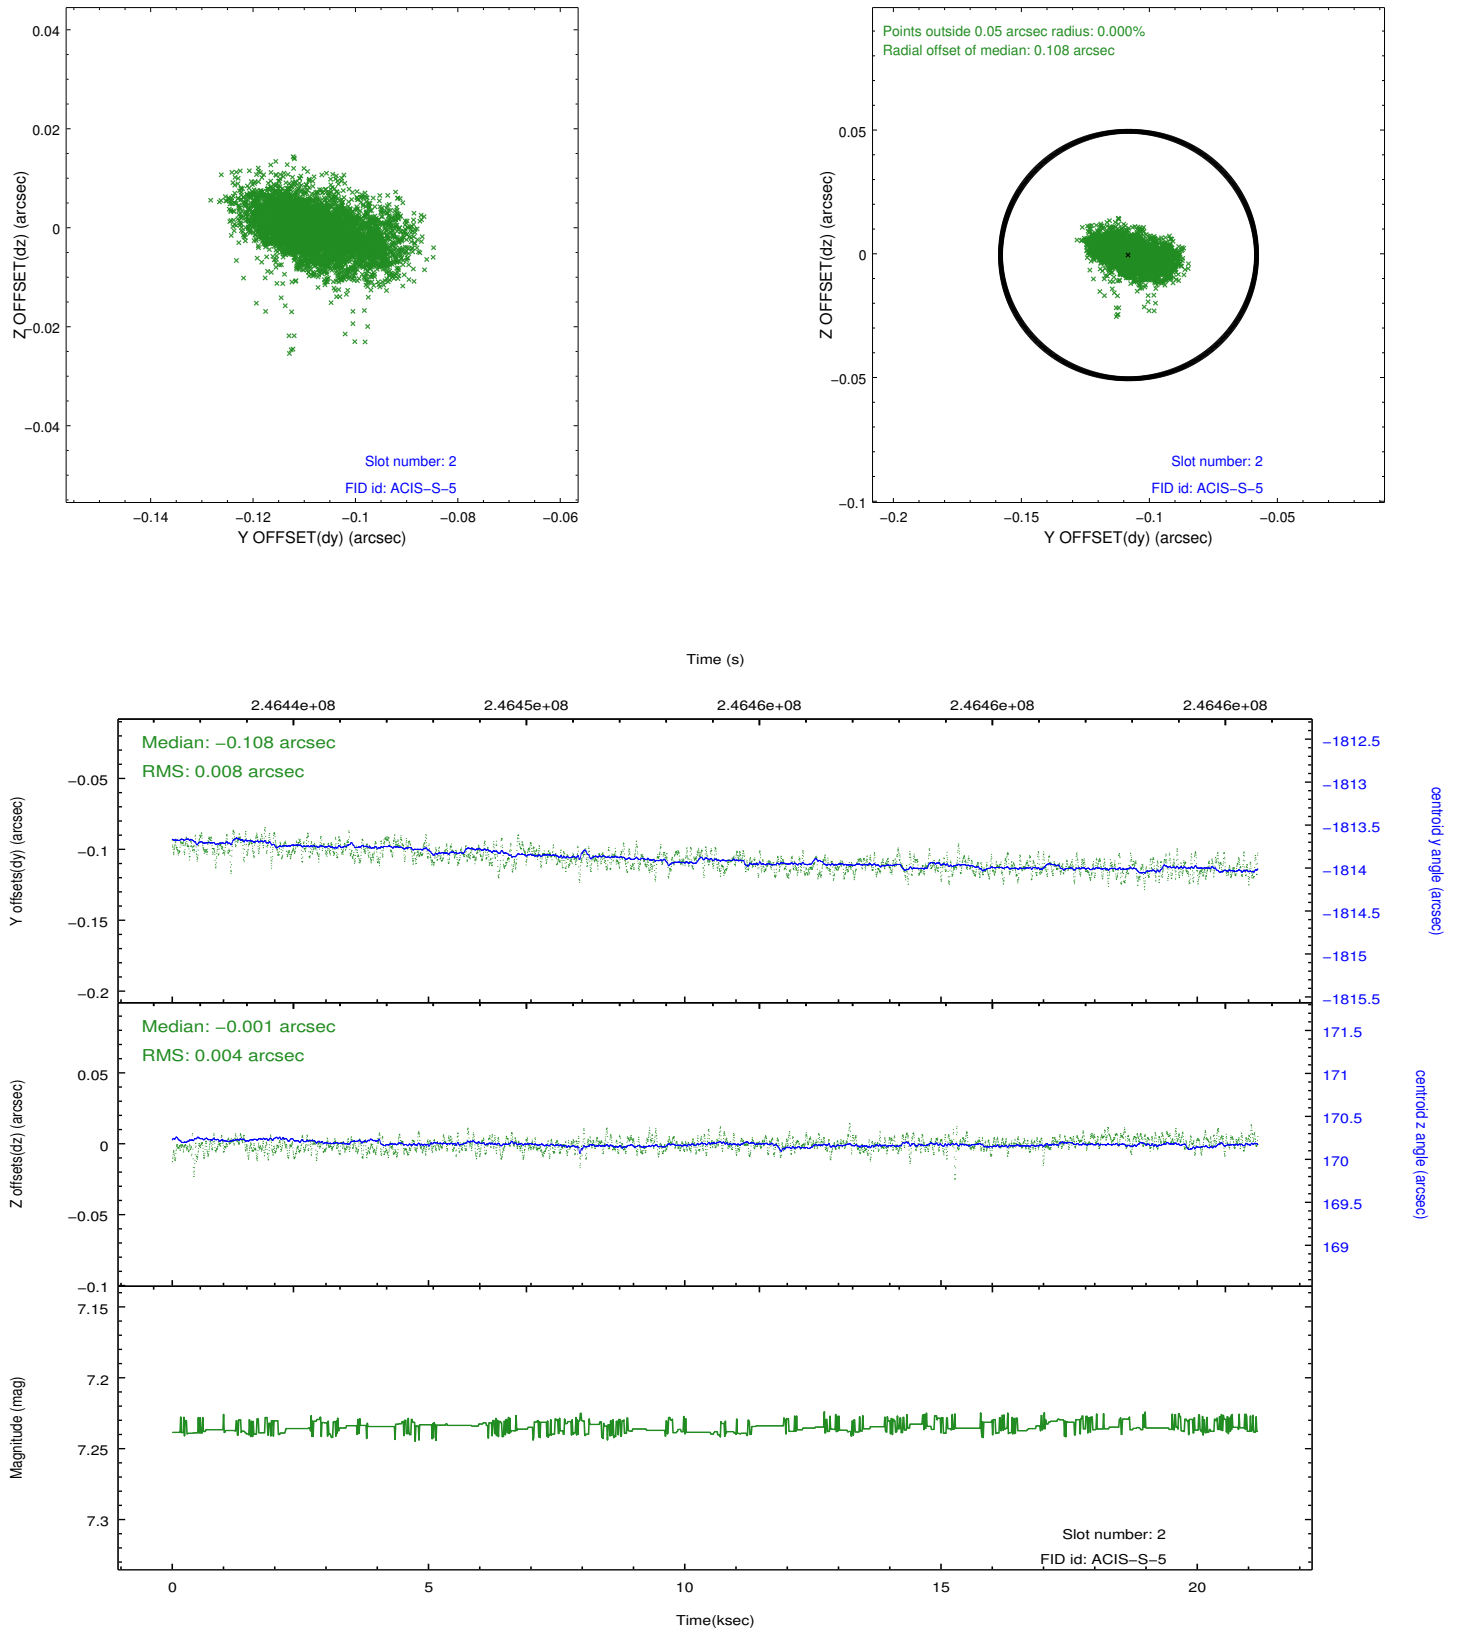 0.04
0.02
0
−0.02
−0.04
Z OFFSET(dz) (arcsec)
Slot number: 2
FID id: ACIS−S−5
−0.14
−0.12
−0.1
−0.08
−0.06
Y OFFSET(dy) (arcsec)
Points outside 0.05 arcsec radius: 0.000%
Radial offset of median: 0.108 arcsec
0.05
0
−0.05
−0.1
Z OFFSET(dz) (arcsec)
Slot number: 2
FID id: ACIS−S−5
−0.2
−0.15
−0.1
−0.05
Y OFFSET(dy) (arcsec)
Time (s)
2.4644e+08
2.4645e+08
2.4646e+08
2.4646e+08
2.4646e+08
Median: −0.108 arcsec
RMS: 0.008 arcsec
−0.05
−0.1
−0.15
−0.2
Y offsets(dy) (arcsec)
−1812.5
−1813
−1813.5
−1814
−1814.5
−1815
−1815.5
centroid y angle (arcsec)
Median: −0.001 arcsec
RMS: 0.004 arcsec
0.05
0
−0.05
−0.1
Z offsets(dz) (arcsec)
171.5
171
170.5
170
169.5
169
centroid z angle (arcsec)
7.15
7.2
7.25
7.3
Magnitude (mag)
Slot number: 2
FID id: ACIS−S−5
0
5
10
15
20
Time(ksec)